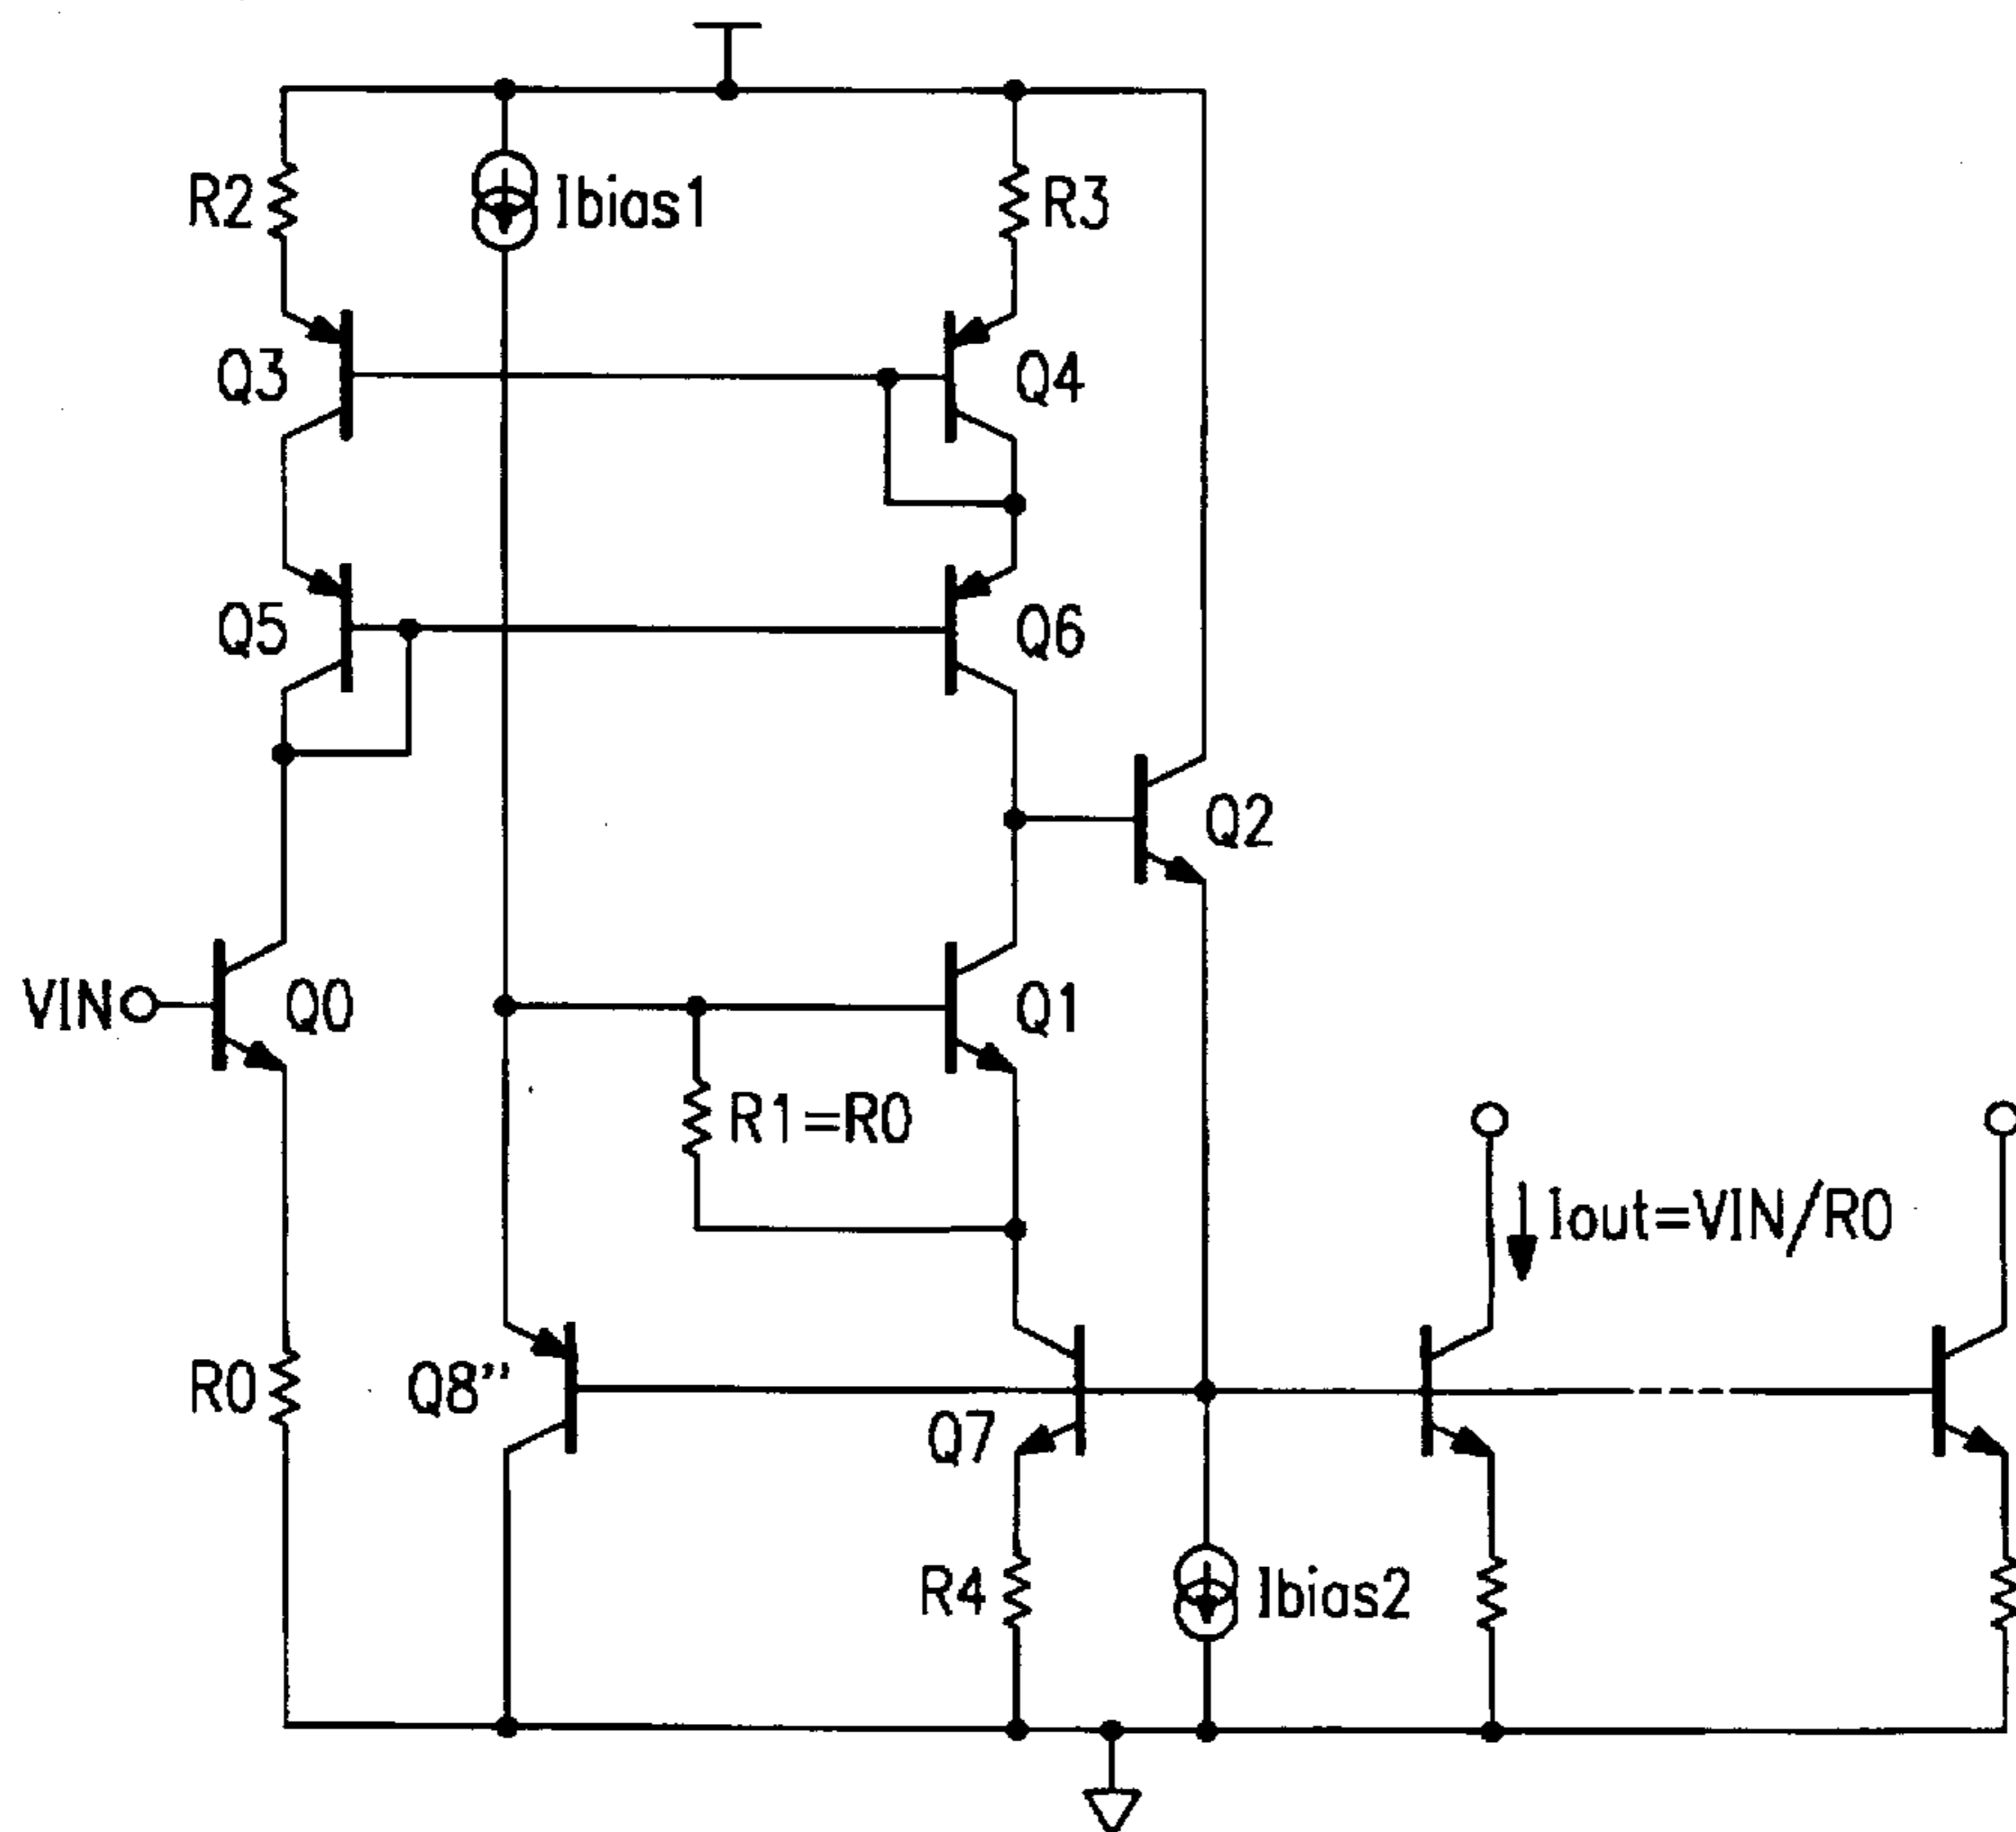 R2
Ibias1
R3
Q3
Q4
Q5
Q6
Q2
VIN
Q0
Q1
R1=R0
Iout=VIN/R0
R0
Q8"
Q7
R4
Ibias2